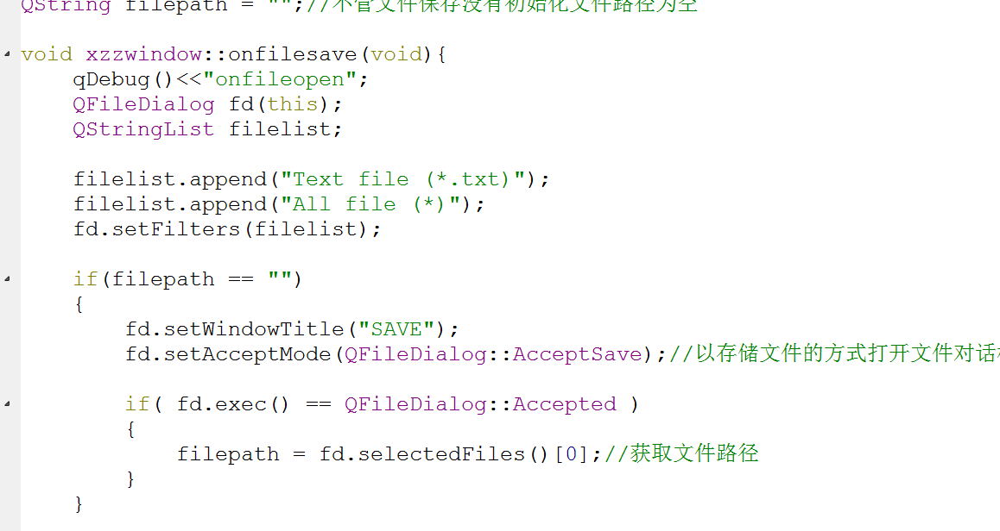 QString filepath = "";//不管文件保存没有初始化文件路径为空
void xzzwindow::onfilesave(void){
    qDebug()<<"onfileopen";
    QFileDialog fd(this);
    QStringList filelist;
    filelist.append("Text file (*.txt)");
    filelist.append("All file (*)");
    fd.setFilters(filelist);
    if(filepath == "")
    {
        fd.setWindowTitle("SAVE");
        fd.setAcceptMode(QFileDialog::AcceptSave);//以存储文件的方式打开文件对话
        if( fd.exec() == QFileDialog::Accepted )
        {
            filepath = fd.selectedFiles()[0];//获取文件路径
        }
    }